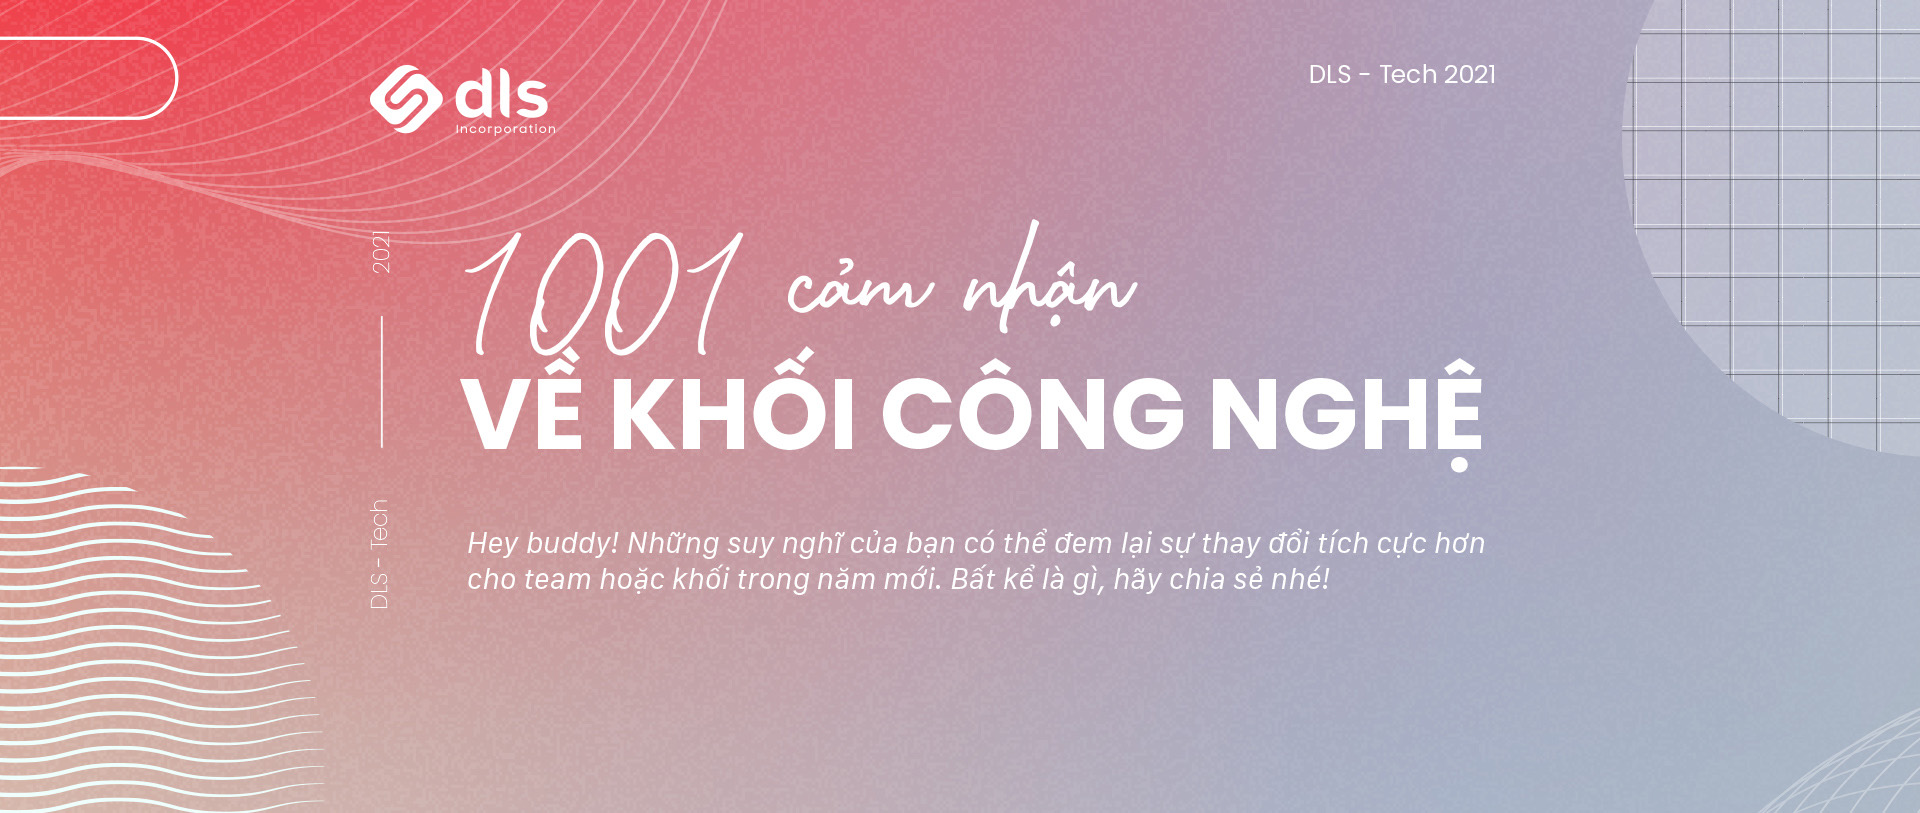 dls
Incorporation
DLS - Tech 2021
2021
DLS - Tech
1001 cảm nhận
VỀ KHỐI CÔNG NGHỆ
Hey buddy! Những suy nghĩ của bạn có thể đem lại sự thay đổi tích cực hơn
cho team hoặc khối trong năm mới. Bất kể là gì, hãy chia sẻ nhé!